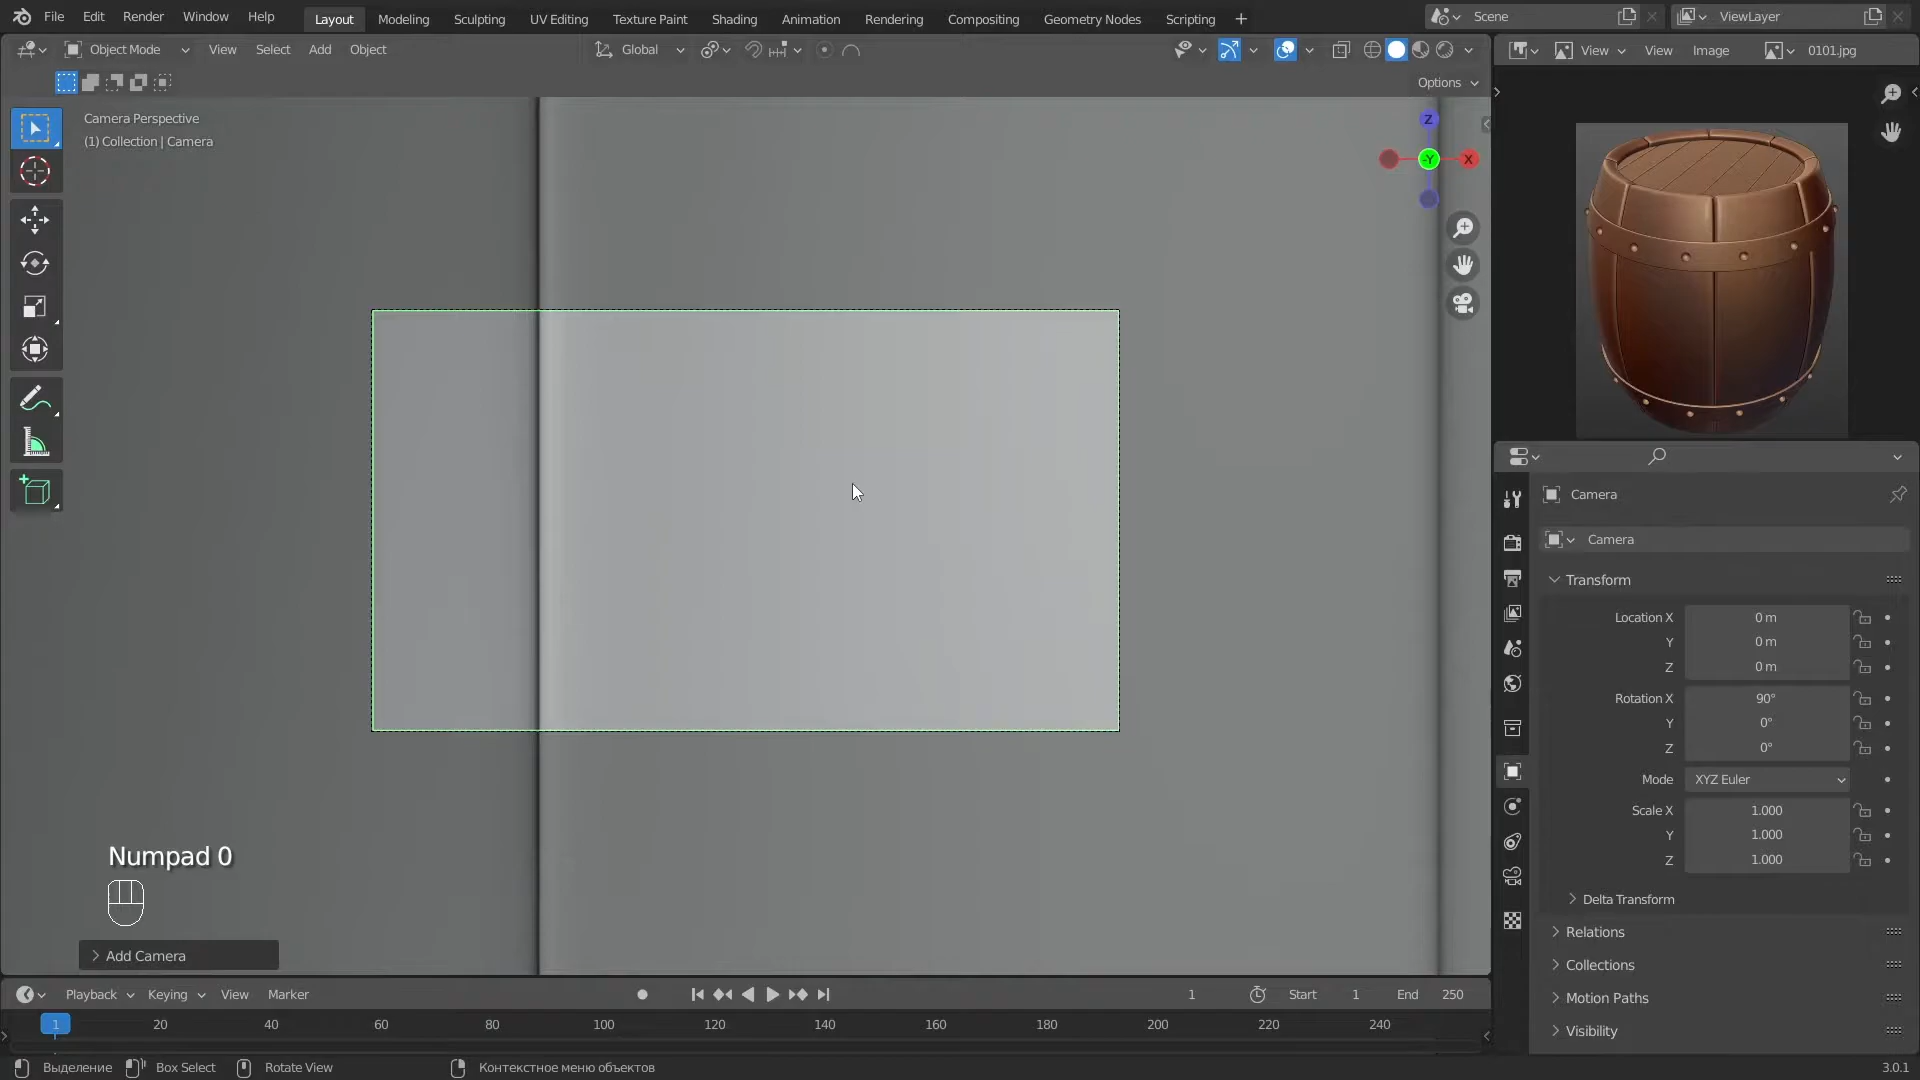 File Edit Render Window Help Layout Modeling Sculpting UV Editing Texture Paint Shading Animation Rendering Compositing Geometry Nodes Scripting + Scene ViewLayer
Object Mode View Select Add Object Global View View Image 0101.jpg
Options
Camera Perspective
(1) Collection | Camera
Z
-Y X
Camera
Camera
Transform
Location X 0 m
Y 0 m
Z 0 m
Rotation X 90°
Y 0°
Z 0°
Mode XYZ Euler
Scale X 1.000
Y 1.000
Z 1.000
Delta Transform
Relations
Collections
Motion Paths
Visibility
Numpad 0
Add Camera
Playback Keying View Marker 1 Start 1 End 250
1 20 40 60 80 100 120 140 160 180 200 220 240
Выделение Box Select Rotate View Контекстное меню объектов 3.0.1